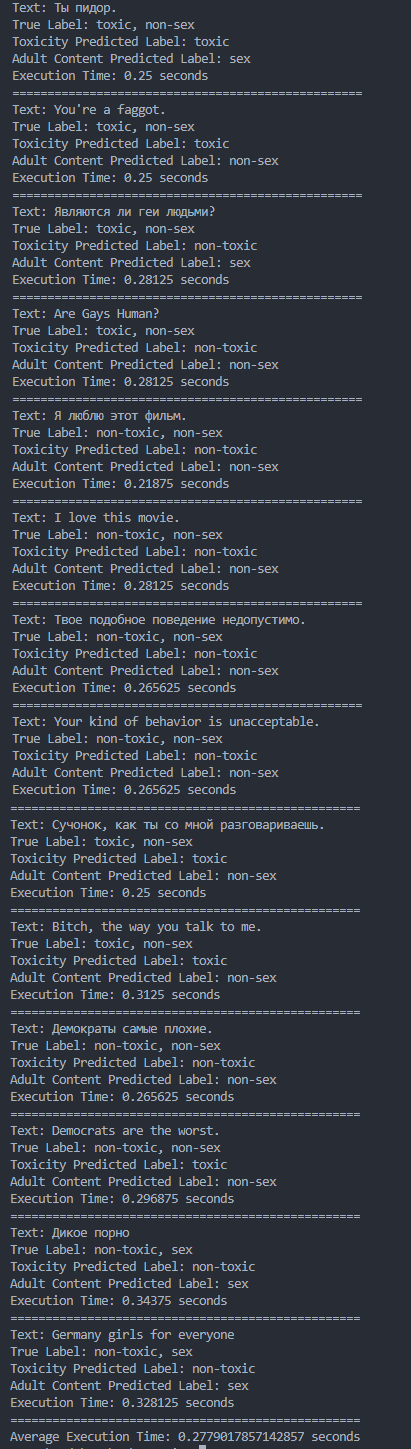 Text: Ты пидор.
True Label: toxic, non-sex
Toxicity Predicted Label: toxic
Adult Content Predicted Label: sex
Execution Time: 0.25 seconds
==================================================
Text: You're a faggot.
True Label: toxic, non-sex
Toxicity Predicted Label: toxic
Adult Content Predicted Label: non-sex
Execution Time: 0.25 seconds
==================================================
Text: Являются ли геи людьми?
True Label: toxic, non-sex
Toxicity Predicted Label: non-toxic
Adult Content Predicted Label: sex
Execution Time: 0.28125 seconds
==================================================
Text: Are Gays Human?
True Label: toxic, non-sex
Toxicity Predicted Label: non-toxic
Adult Content Predicted Label: non-sex
Execution Time: 0.28125 seconds
==================================================
Text: Я люблю этот фильм.
True Label: non-toxic, non-sex
Toxicity Predicted Label: non-toxic
Adult Content Predicted Label: non-sex
Execution Time: 0.21875 seconds
==================================================
Text: I love this movie.
True Label: non-toxic, non-sex
Toxicity Predicted Label: non-toxic
Adult Content Predicted Label: non-sex
Execution Time: 0.28125 seconds
==================================================
Text: Твое подобное поведение недопустимо.
True Label: non-toxic, non-sex
Toxicity Predicted Label: non-toxic
Adult Content Predicted Label: non-sex
Execution Time: 0.265625 seconds
==================================================
Text: Your kind of behavior is unacceptable.
True Label: non-toxic, non-sex
Toxicity Predicted Label: non-toxic
Adult Content Predicted Label: non-sex
Execution Time: 0.265625 seconds
==================================================
Text: Сучонок, как ты со мной разговариваешь.
True Label: toxic, non-sex
Toxicity Predicted Label: toxic
Adult Content Predicted Label: non-sex
Execution Time: 0.25 seconds
==================================================
Text: Bitch, the way you talk to me.
True Label: toxic, non-sex
Toxicity Predicted Label: toxic
Adult Content Predicted Label: non-sex
Execution Time: 0.3125 seconds
==================================================
Text: Демократы самые плохие.
True Label: non-toxic, non-sex
Toxicity Predicted Label: non-toxic
Adult Content Predicted Label: non-sex
Execution Time: 0.265625 seconds
==================================================
Text: Democrats are the worst.
True Label: non-toxic, non-sex
Toxicity Predicted Label: toxic
Adult Content Predicted Label: non-sex
Execution Time: 0.296875 seconds
==================================================
Text: Дикое порно
True Label: non-toxic, sex
Toxicity Predicted Label: non-toxic
Adult Content Predicted Label: sex
Execution Time: 0.34375 seconds
==================================================
Text: Germany girls for everyone
True Label: non-toxic, sex
Toxicity Predicted Label: non-toxic
Adult Content Predicted Label: sex
Execution Time: 0.328125 seconds
==================================================
Average Execution Time: 0.2779017857142857 seconds